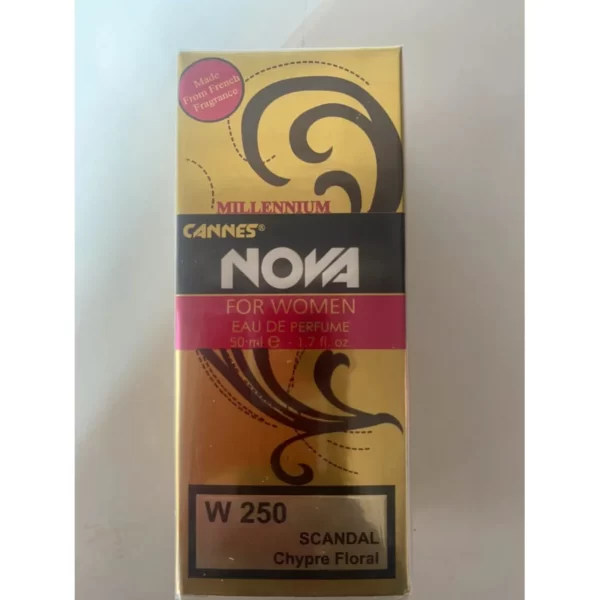 Made
From French
Fragrance
MILLENNIUM
CANNES®
NOVA
FOR WOMEN
EAU DE PERFUME
50 ml ℮ - 1.7 fl. oz
W 250
SCANDAL
Chypre Floral